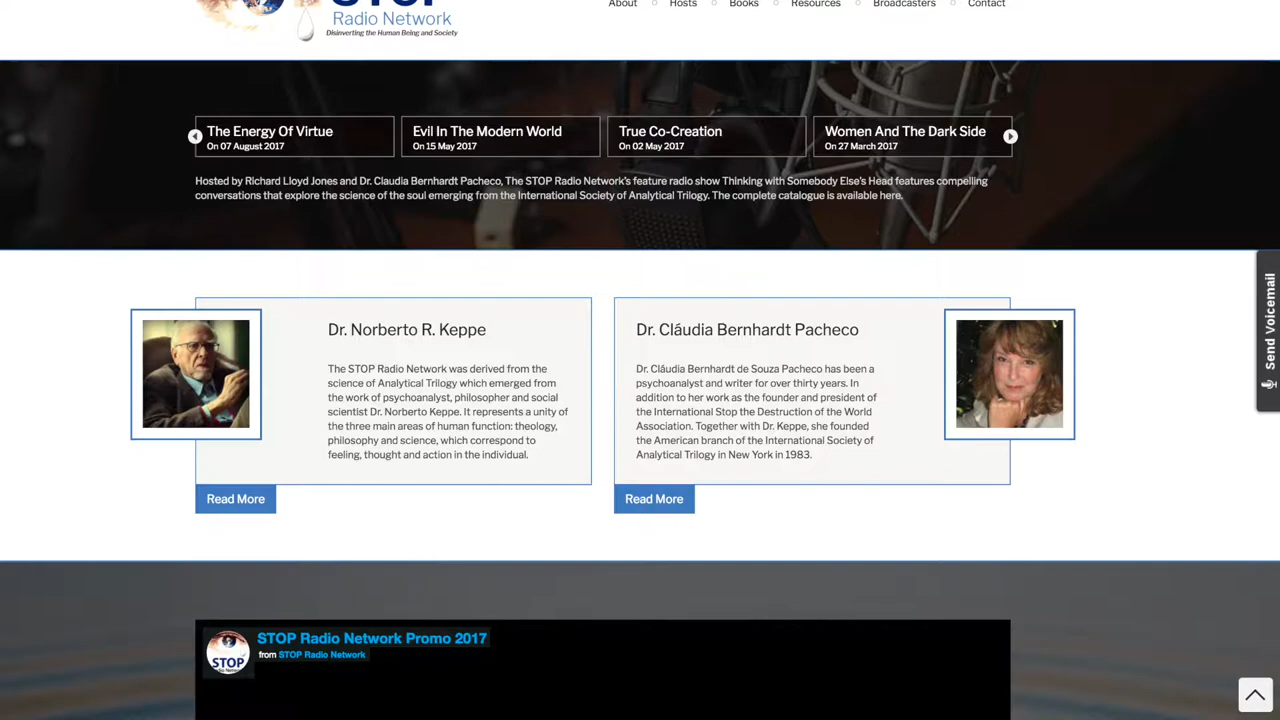 STOP
Radio Network
Disinverting the Human Being and Society
About
Hosts
Books
Resources
Broadcasters
Contact
The Energy Of Virtue
On 07 August 2017
Evil In The Modern World
On 15 May 2017
True Co-Creation
On 02 May 2017
Women And The Dark Side
On 27 March 2017
Hosted by Richard Lloyd Jones and Dr. Claudia Bernhardt Pacheco, The STOP Radio Network's feature radio show Thinking with Somebody Else's Head features compelling
conversations that explore the science of the soul emerging from the International Society of Analytical Trilogy. The complete catalogue is available here.
Send Voicemail
Dr. Norberto R. Keppe
The STOP Radio Network was derived from the
science of Analytical Trilogy which emerged from
the work of psychoanalyst, philosopher and social
scientist Dr. Norberto Keppe. It represents a unity of
the three main areas of human function: theology,
philosophy and science, which correspond to
feeling, thought and action in the individual.
Read More
Dr. Cláudia Bernhardt Pacheco
Dr. Cláudia Bernhardt de Souza Pacheco has been a
psychoanalyst and writer for over thirty years. In
addition to her work as the founder and president of
the International Stop the Destruction of the World
Association. Together with Dr. Keppe, she founded
the American branch of the International Society of
Analytical Trilogy in New York in 1983.
Read More
STOP
STOP Radio Network Promo 2017
from STOP Radio Network